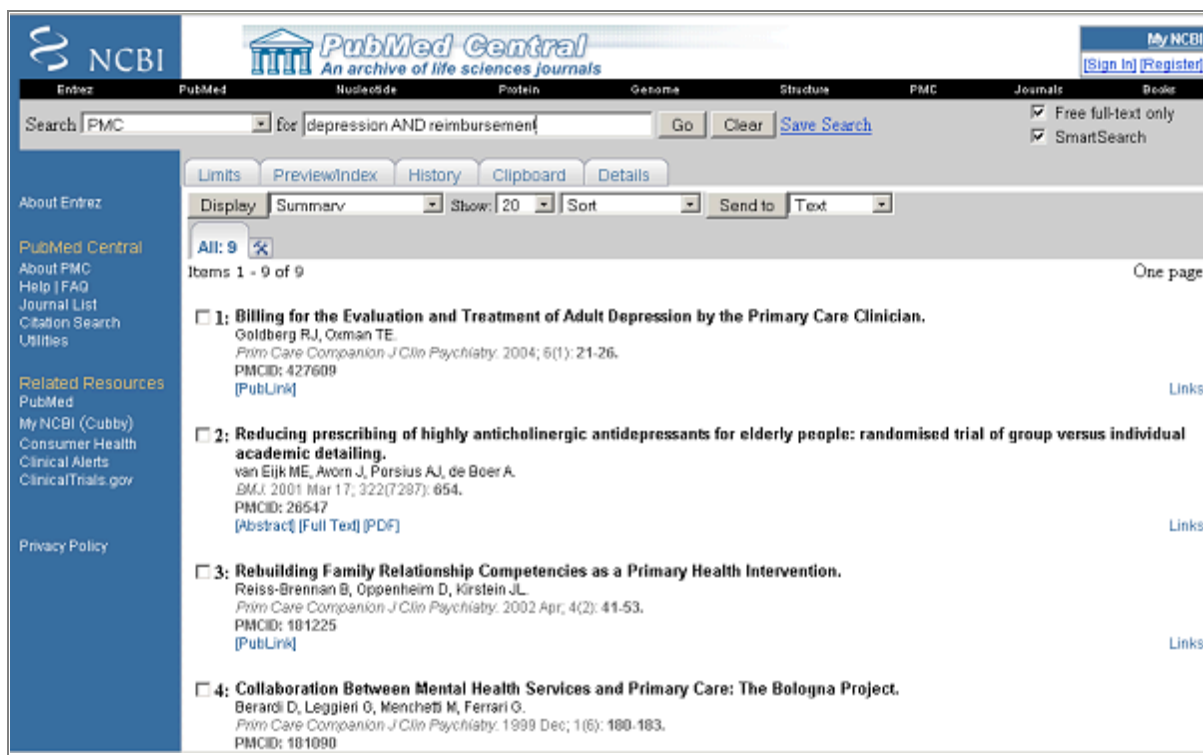 NCBI
PubMed Central
An archive of life sciences journals
My NCBI
[Sign In] [Register]
Entrez PubMed Nucleotide Protein Genome Structure PMC Journals Books
Search PMC for depression AND reimbursement Go Clear Save Search
Free full-text only
SmartSearch
Limits Preview/Index History Clipboard Details
About Entrez
Display Summary Show: 20 Sort Send to Text
PubMed Central
About PMC
Help | FAQ
Journal List
Citation Search
Utilities
Related Resources
PubMed
My NCBI (Cubby)
Consumer Health
Clinical Alerts
ClinicalTrials.gov
Privacy Policy
All: 9
Items 1 - 9 of 9 One page
1: Billing for the Evaluation and Treatment of Adult Depression by the Primary Care Clinician.
Goldberg RJ, Oxman TE.
Prim Care Companion J Clin Psychiatry. 2004; 6(1): 21-26.
PMCID: 427609
[PubLink] Links
2: Reducing prescribing of highly anticholinergic antidepressants for elderly people: randomised trial of group versus individual
academic detailing.
van Eijk ME, Avorn J, Porsius AJ, de Boer A.
BMJ. 2001 Mar 17; 322(7287): 654.
PMCID: 26547
[Abstract] [Full Text] [PDF] Links
3: Rebuilding Family Relationship Competencies as a Primary Health Intervention.
Reiss-Brennan B, Oppenheim D, Kirstein JL.
Prim Care Companion J Clin Psychiatry. 2002 Apr; 4(2): 41-53.
PMCID: 181225
[PubLink] Links
4: Collaboration Between Mental Health Services and Primary Care: The Bologna Project.
Berardi D, Leggieri G, Menchetti M, Ferrari G.
Prim Care Companion J Clin Psychiatry. 1999 Dec; 1(6): 180-183.
PMCID: 181090